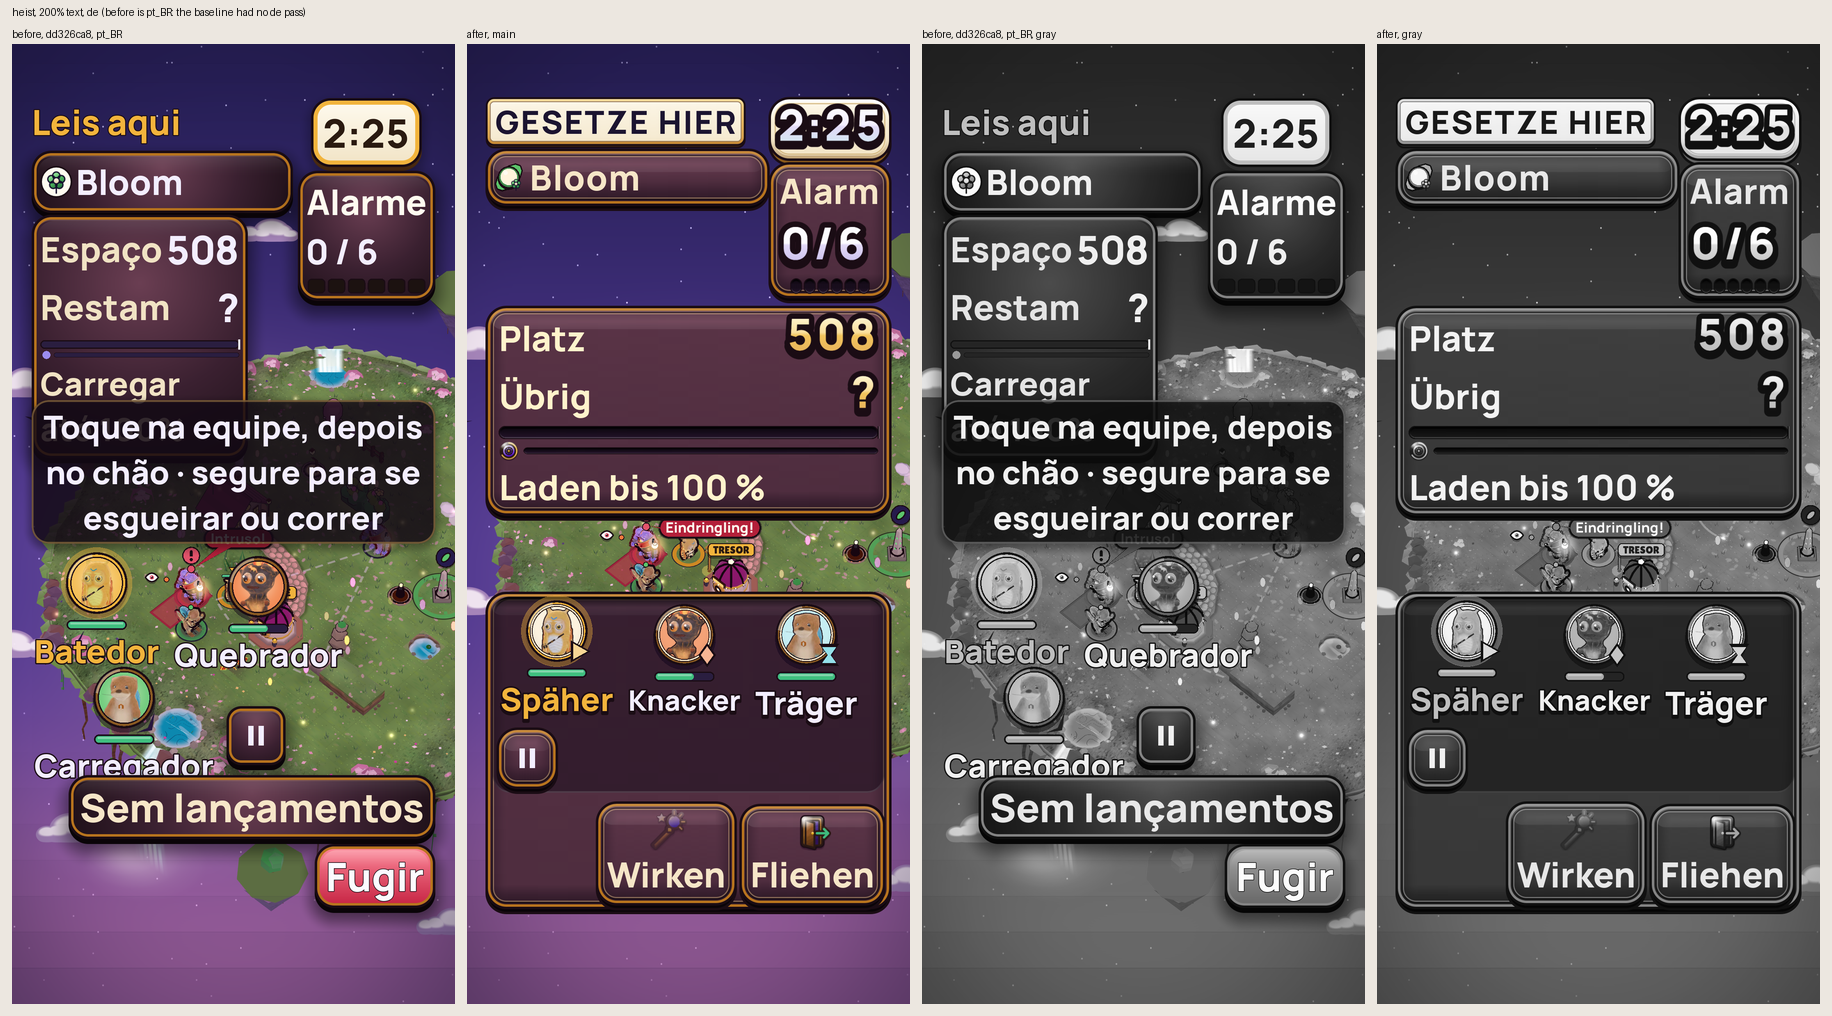 heist, 200% text, de (before is pt_BR: the baseline had no de pass)
before, dd326ca8, pt_BR
Leis aqui
2:25
Bloom
Alarme
0 / 6
Espaço 508
Restam ?
Carregar
Toque na equipe, depois
no chão · segure para se
esgueirar ou correr
Intruso!
Batedor
Quebrador
Carregador
Sem lançamentos
Fugir
after, main
GESETZE HIER
2:25
Bloom
Alarm
0/6
Platz 508
Übrig ?
Laden bis 100 %
Eindringling!
TRESOR
Späher
Knacker
Träger
Wirken
Fliehen
before, dd326ca8, pt_BR, gray
Leis aqui
2:25
Bloom
Alarme
0 / 6
Espaço 508
Restam ?
Carregar
Toque na equipe, depois
no chão · segure para se
esgueirar ou correr
Intruso!
Batedor
Quebrador
Carregador
Sem lançamentos
Fugir
after, gray
GESETZE HIER
2:25
Bloom
Alarm
0/6
Platz 508
Übrig ?
Laden bis 100 %
Eindringling!
TRESOR
Späher
Knacker
Träger
Wirken
Fliehen